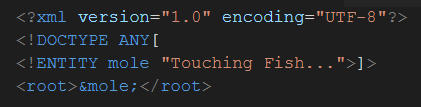 <?xml version="1.0" encoding="UTF-8"?>
<!DOCTYPE ANY[
<!ENTITY mole "Touching Fish...">]>
<root>&mole;</root>